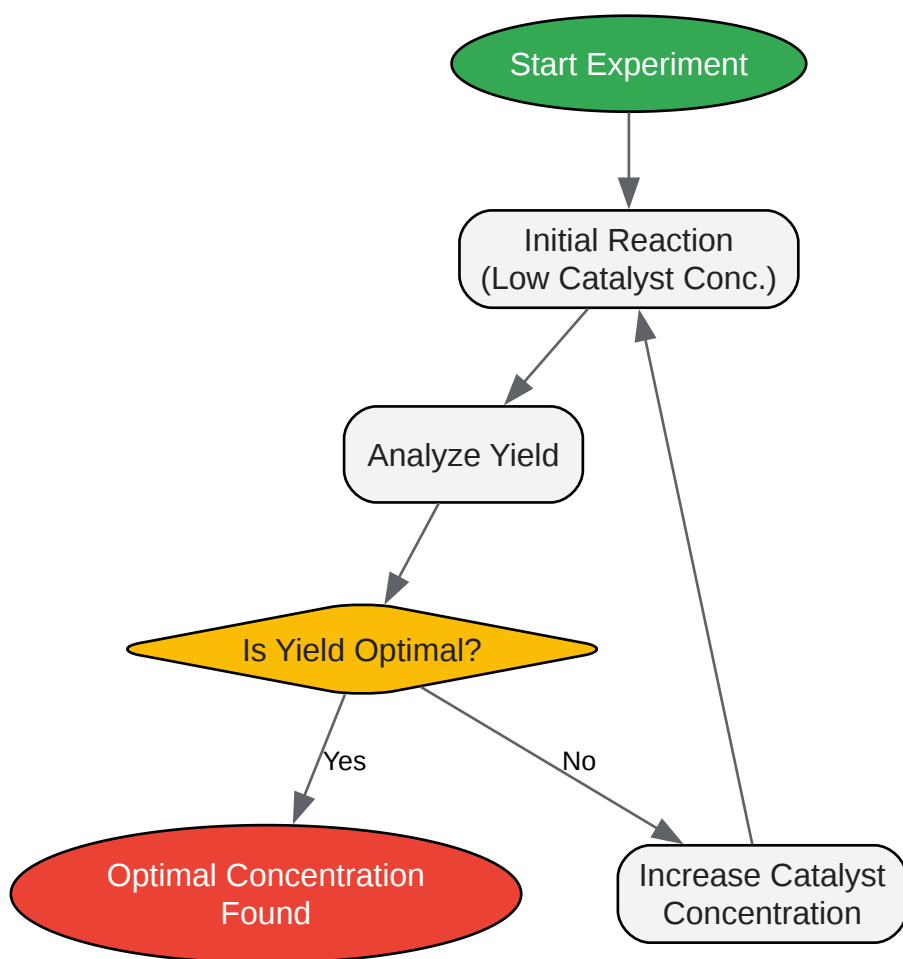 Start Experiment
Initial Reaction
(Low Catalyst Conc.)
Analyze Yield
Is Yield Optimal?
Yes
No
Optimal Concentration
Found
Increase Catalyst
Concentration